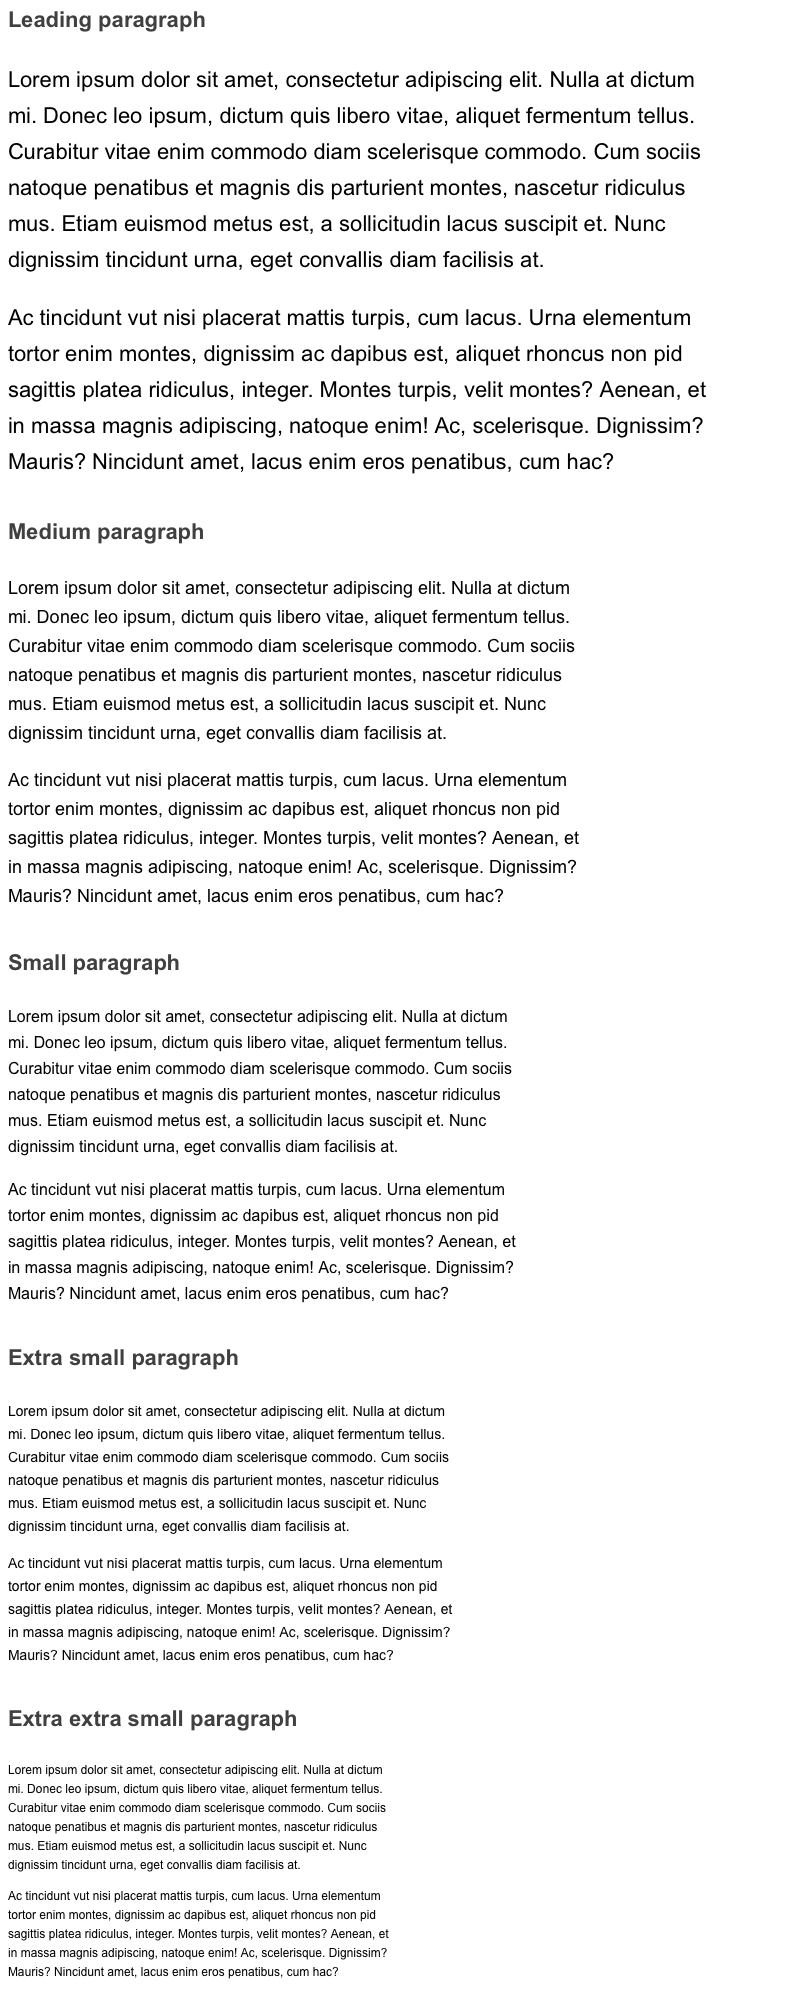 Leading paragraph
Lorem ipsum dolor sit amet, consectetur adipiscing elit. Nulla at dictum
mi. Donec leo ipsum, dictum quis libero vitae, aliquet fermentum tellus.
Curabitur vitae enim commodo diam scelerisque commodo. Cum sociis
natoque penatibus et magnis dis parturient montes, nascetur ridiculus
mus. Etiam euismod metus est, a sollicitudin lacus suscipit et. Nunc
dignissim tincidunt urna, eget convallis diam facilisis at.
Ac tincidunt vut nisi placerat mattis turpis, cum lacus. Urna elementum
tortor enim montes, dignissim ac dapibus est, aliquet rhoncus non pid
sagittis platea ridiculus, integer. Montes turpis, velit montes? Aenean, et
in massa magnis adipiscing, natoque enim! Ac, scelerisque. Dignissim?
Mauris? Nincidunt amet, lacus enim eros penatibus, cum hac?
Medium paragraph
Lorem ipsum dolor sit amet, consectetur adipiscing elit. Nulla at dictum
mi. Donec leo ipsum, dictum quis libero vitae, aliquet fermentum tellus.
Curabitur vitae enim commodo diam scelerisque commodo. Cum sociis
natoque penatibus et magnis dis parturient montes, nascetur ridiculus
mus. Etiam euismod metus est, a sollicitudin lacus suscipit et. Nunc
dignissim tincidunt urna, eget convallis diam facilisis at.
Ac tincidunt vut nisi placerat mattis turpis, cum lacus. Urna elementum
tortor enim montes, dignissim ac dapibus est, aliquet rhoncus non pid
sagittis platea ridiculus, integer. Montes turpis, velit montes? Aenean, et
in massa magnis adipiscing, natoque enim! Ac, scelerisque. Dignissim?
Mauris? Nincidunt amet, lacus enim eros penatibus, cum hac?
Small paragraph
Lorem ipsum dolor sit amet, consectetur adipiscing elit. Nulla at dictum
mi. Donec leo ipsum, dictum quis libero vitae, aliquet fermentum tellus.
Curabitur vitae enim commodo diam scelerisque commodo. Cum sociis
natoque penatibus et magnis dis parturient montes, nascetur ridiculus
mus. Etiam euismod metus est, a sollicitudin lacus suscipit et. Nunc
dignissim tincidunt urna, eget convallis diam facilisis at.
Ac tincidunt vut nisi placerat mattis turpis, cum lacus. Urna elementum
tortor enim montes, dignissim ac dapibus est, aliquet rhoncus non pid
sagittis platea ridiculus, integer. Montes turpis, velit montes? Aenean, et
in massa magnis adipiscing, natoque enim! Ac, scelerisque. Dignissim?
Mauris? Nincidunt amet, lacus enim eros penatibus, cum hac?
Extra small paragraph
Lorem ipsum dolor sit amet, consectetur adipiscing elit. Nulla at dictum
mi. Donec leo ipsum, dictum quis libero vitae, aliquet fermentum tellus.
Curabitur vitae enim commodo diam scelerisque commodo. Cum sociis
natoque penatibus et magnis dis parturient montes, nascetur ridiculus
mus. Etiam euismod metus est, a sollicitudin lacus suscipit et. Nunc
dignissim tincidunt urna, eget convallis diam facilisis at.
Ac tincidunt vut nisi placerat mattis turpis, cum lacus. Urna elementum
tortor enim montes, dignissim ac dapibus est, aliquet rhoncus non pid
sagittis platea ridiculus, integer. Montes turpis, velit montes? Aenean, et
in massa magnis adipiscing, natoque enim! Ac, scelerisque. Dignissim?
Mauris? Nincidunt amet, lacus enim eros penatibus, cum hac?
Extra extra small paragraph
Lorem ipsum dolor sit amet, consectetur adipiscing elit. Nulla at dictum
mi. Donec leo ipsum, dictum quis libero vitae, aliquet fermentum tellus.
Curabitur vitae enim commodo diam scelerisque commodo. Cum sociis
natoque penatibus et magnis dis parturient montes, nascetur ridiculus
mus. Etiam euismod metus est, a sollicitudin lacus suscipit et. Nunc
dignissim tincidunt urna, eget convallis diam facilisis at.
Ac tincidunt vut nisi placerat mattis turpis, cum lacus. Urna elementum
tortor enim montes, dignissim ac dapibus est, aliquet rhoncus non pid
sagittis platea ridiculus, integer. Montes turpis, velit montes? Aenean, et
in massa magnis adipiscing, natoque enim! Ac, scelerisque. Dignissim?
Mauris? Nincidunt amet, lacus enim eros penatibus, cum hac?